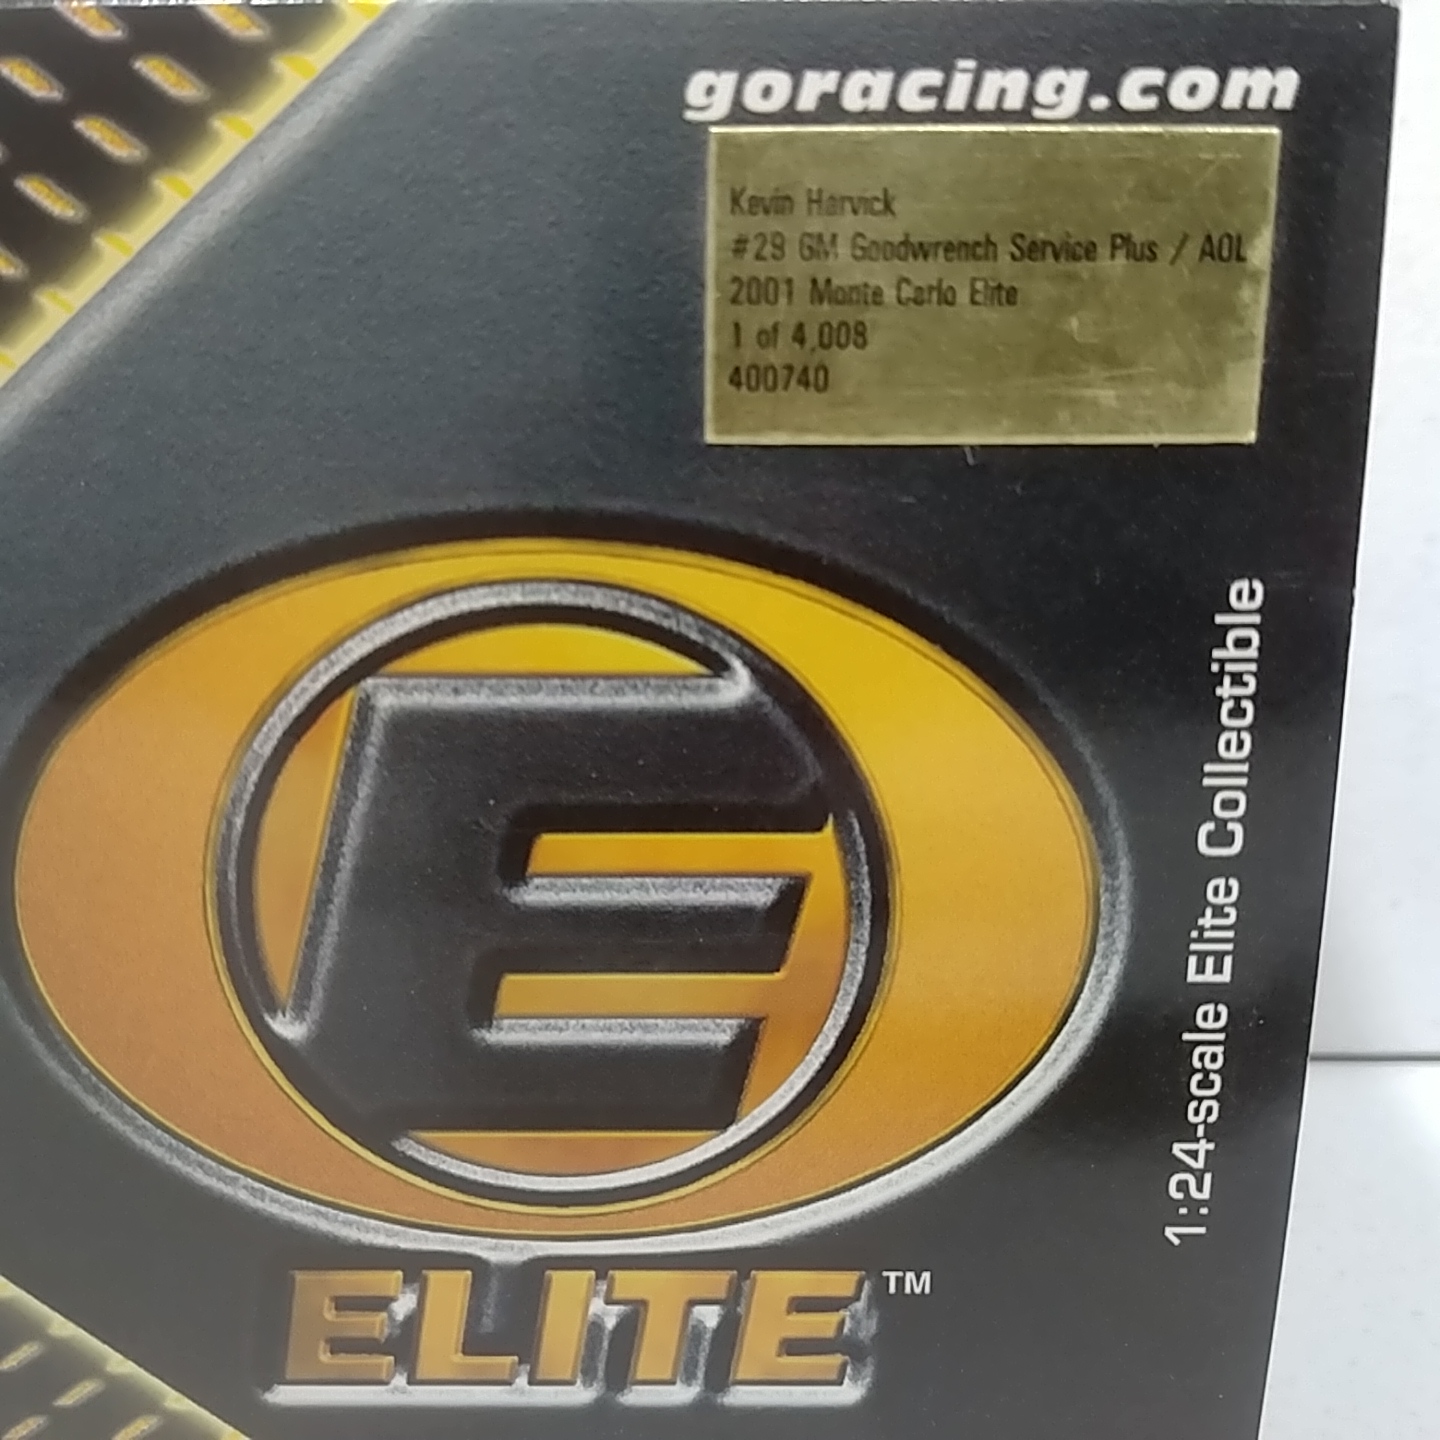 goracing.com
Kevin Harvick
#29 GM Goodwrench Service Plus / AOL
2001 Monte Carlo Elite
1 of 4,008
400740
1:24-scale Elite Collectible
E
ELITE™